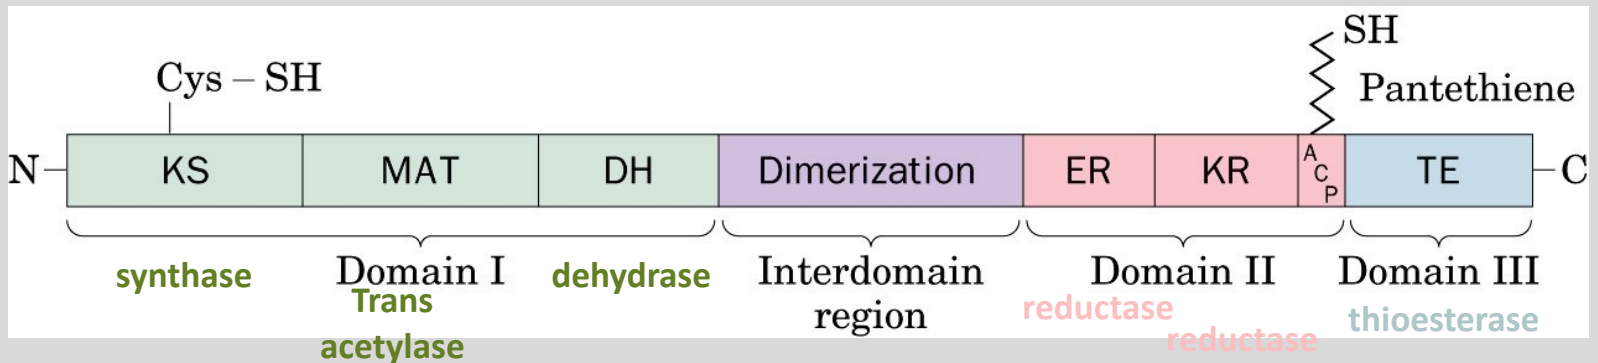 SH
Cys – SH
Pantethiene
N
KS
MAT
DH
Dimerization
ER
KR
ACP
TE
C
synthase
Domain I
dehydrase
Interdomain
region
Domain II
Domain III
Trans
acetylase
reductase
reductase
thioesterase